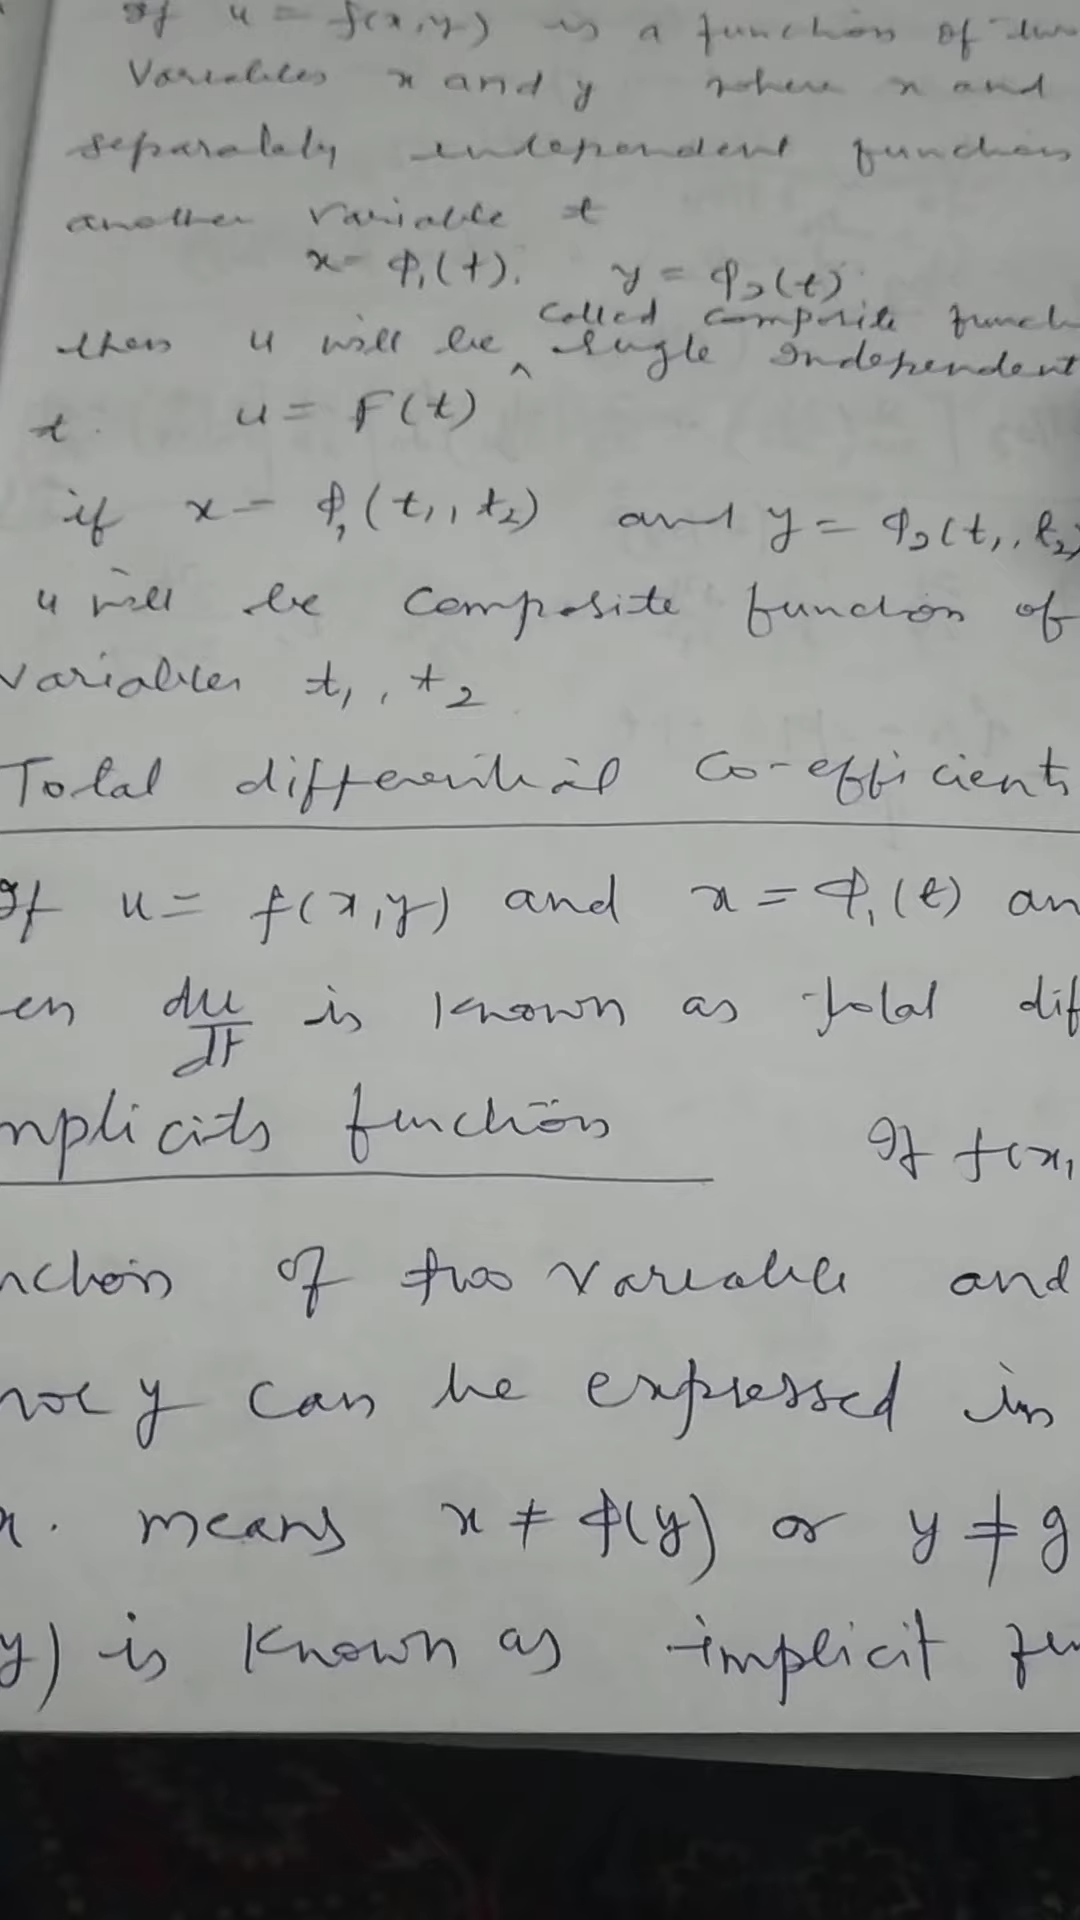 If u = f(x,y) is a function of two
Variables x and y where x and
separately independent function
another variable t
x = φ₁(t). y = φ₂(t)
called composite funct
then u will be ^ single Independent
t. u = F(t)
if x = φ₁(t₁, t₂) and y = φ₂(t₁, t₂)
u will be composite function of
variables t₁, t₂
Total differential Co-efficients
If u = f(x,y) and x = φ₁(t) an
en du/dt is known as total dif
mplicits function If f(x,
nction of two variable and
nor y can be expressed in
x. means x ≠ φ(y) or y ≠ g
y) is known as implicit fun